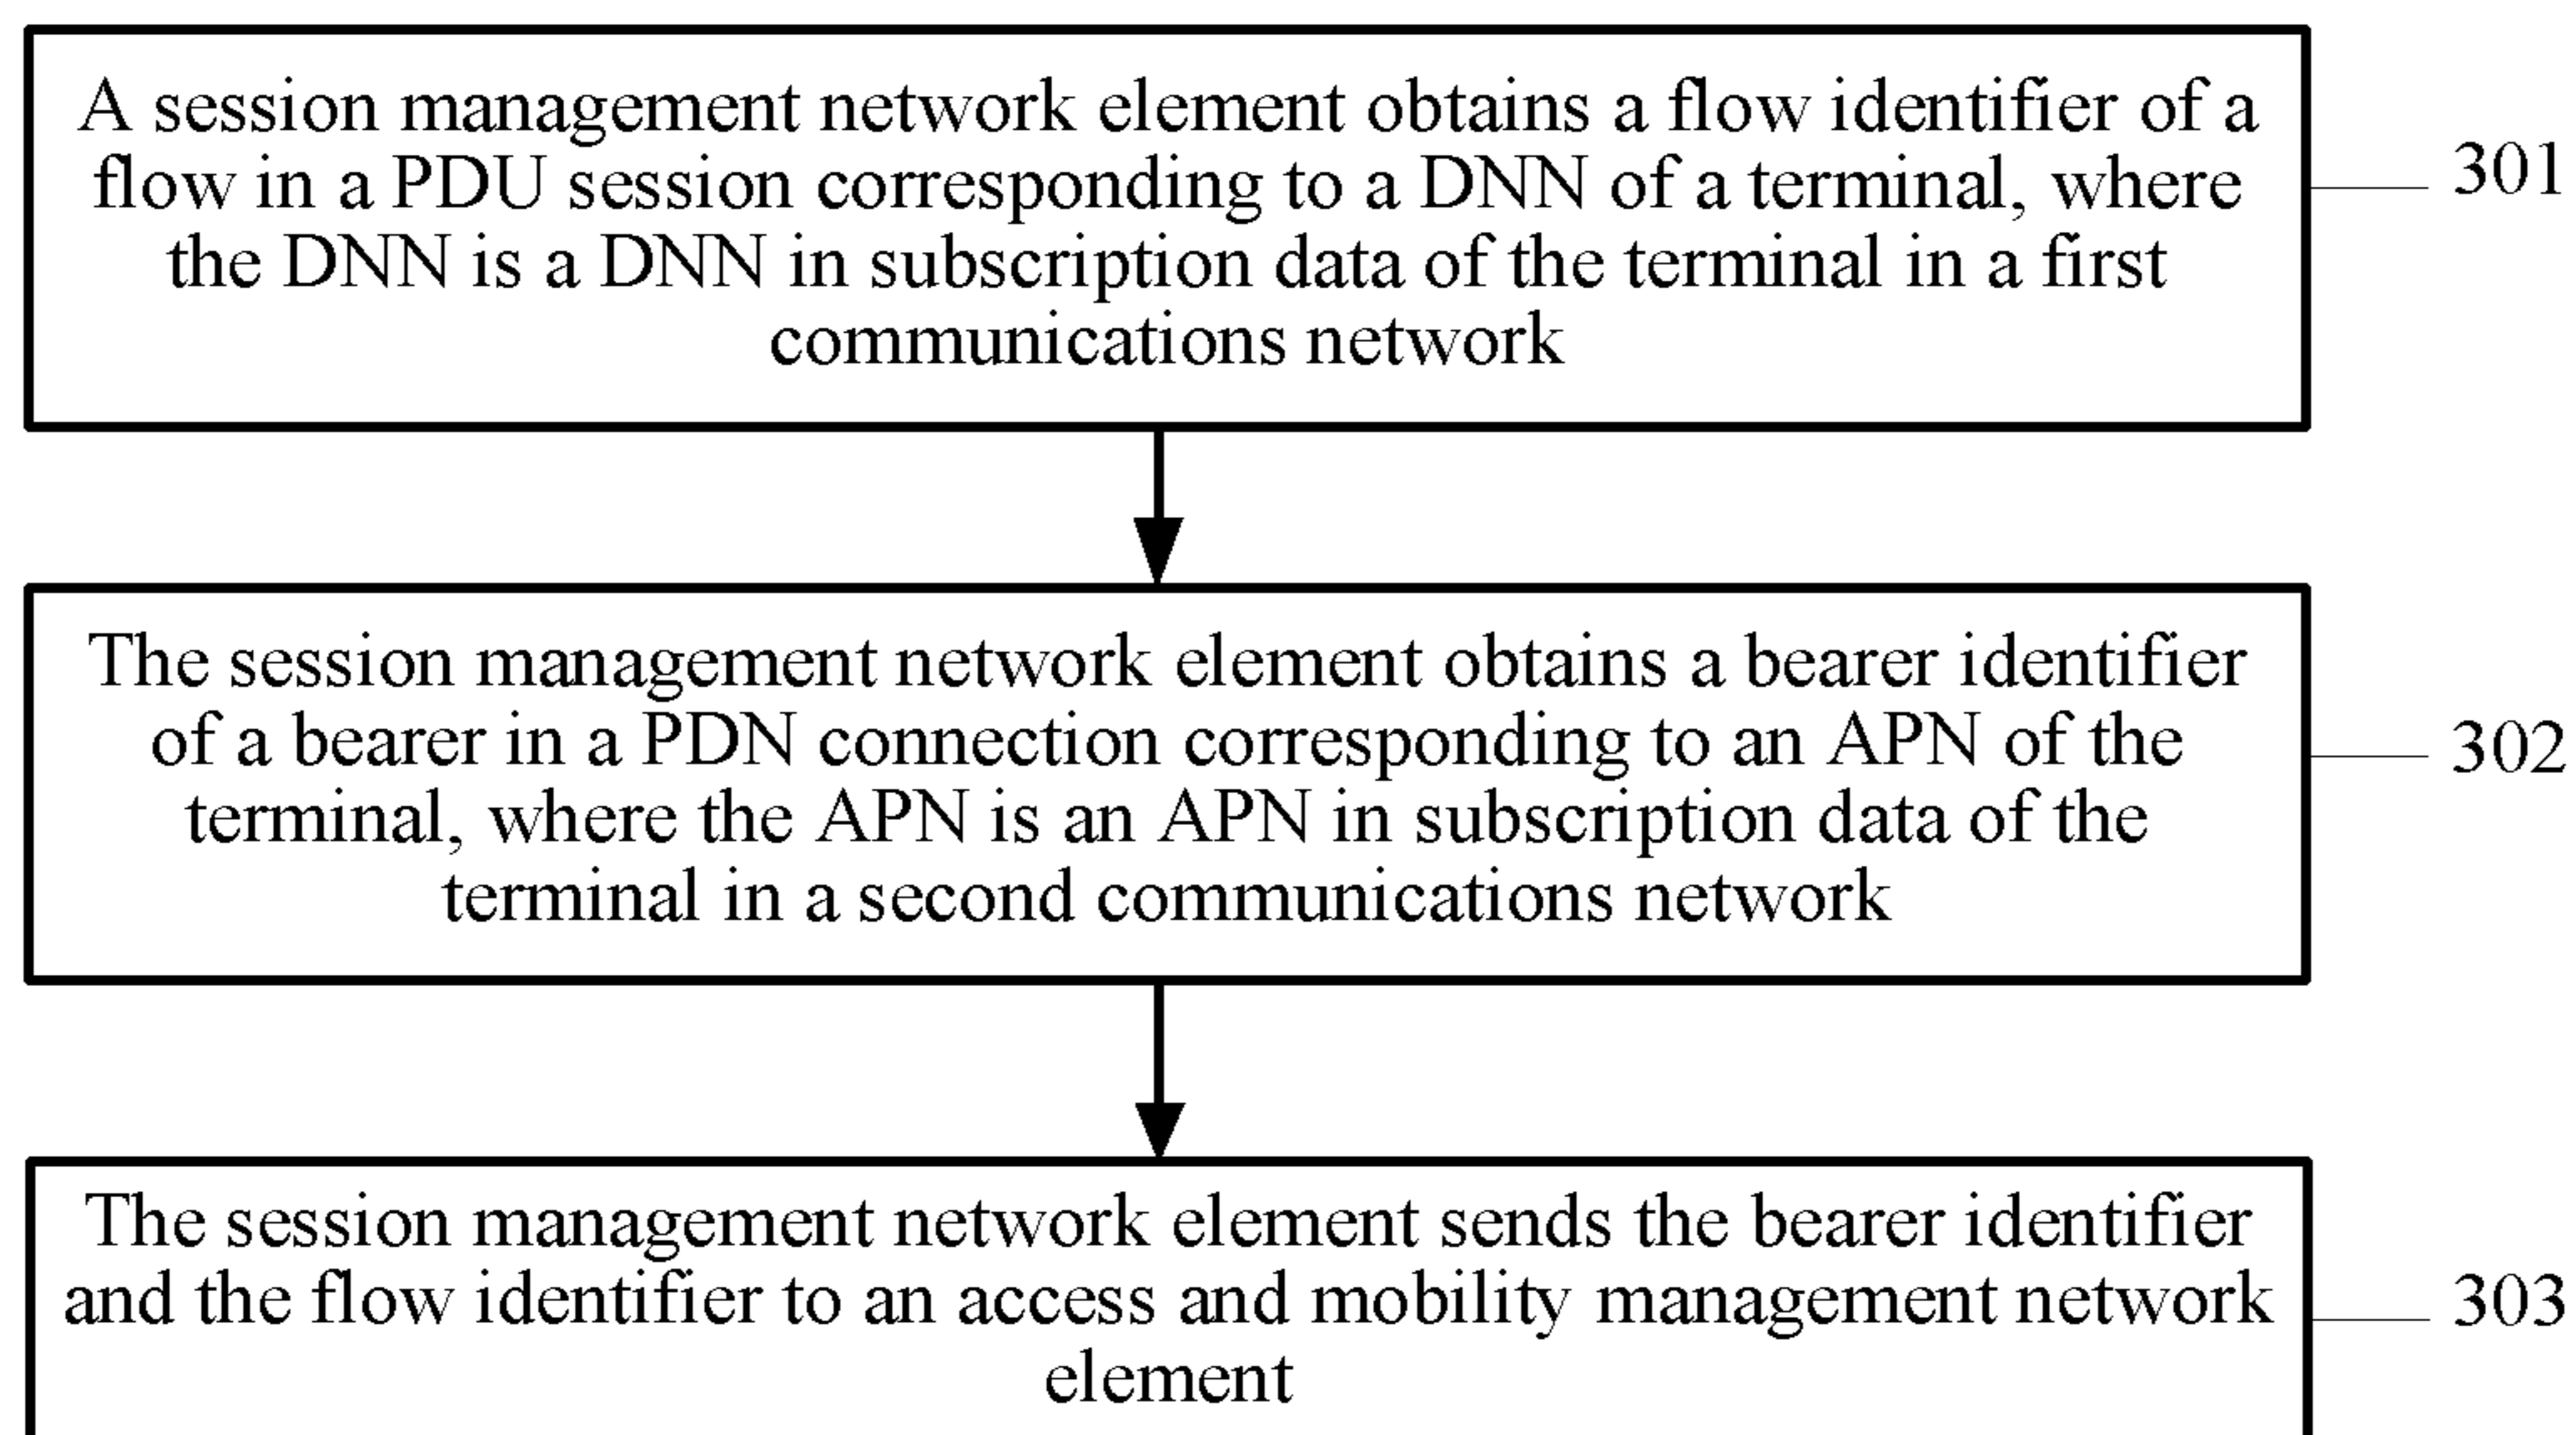 A session management network element obtains a flow identifier of a
flow in a PDU session corresponding to a DNN of a terminal, where
the DNN is a DNN in subscription data of the terminal in a first
communications network
301
The session management network element obtains a bearer identifier
of a bearer in a PDN connection corresponding to an APN of the
terminal, where the APN is an APN in subscription data of the
terminal in a second communications network
302
The session management network element sends the bearer identifier
and the flow identifier to an access and mobility management network
element
303